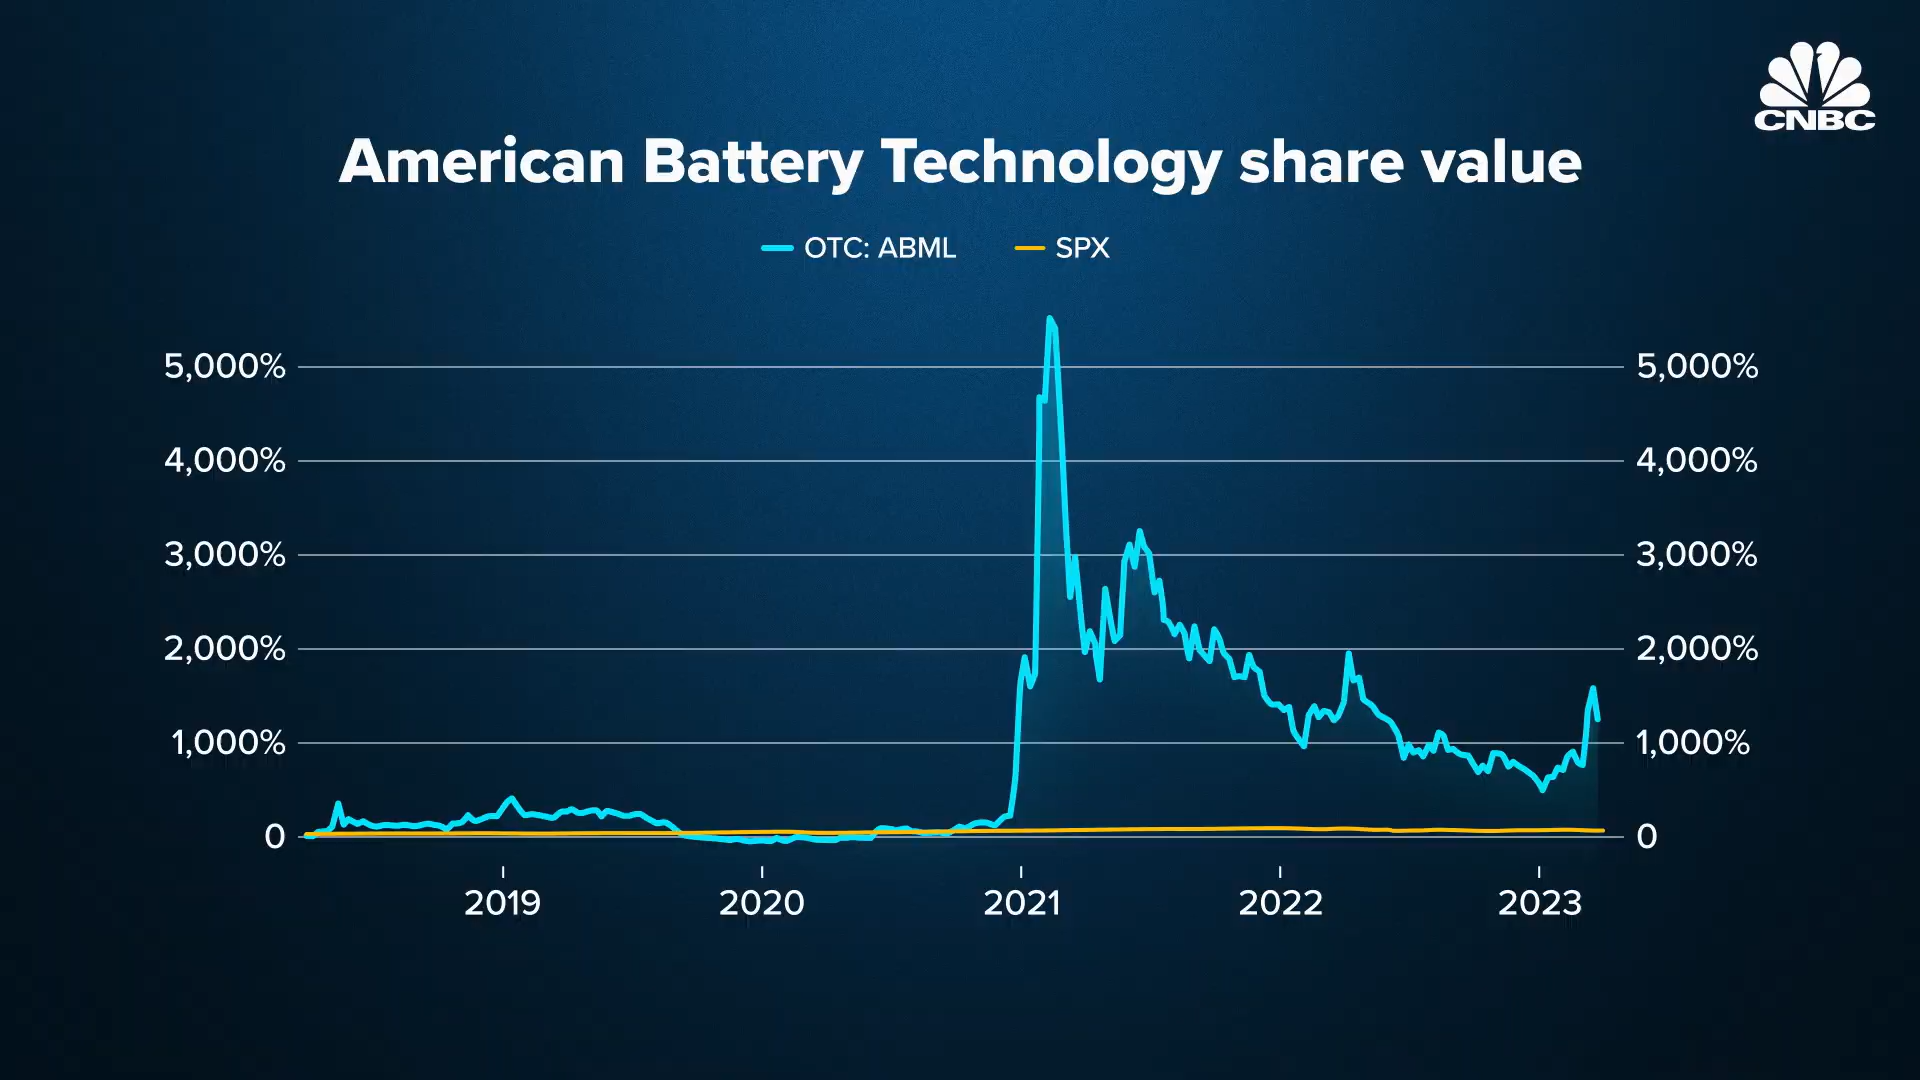 CNBC
American Battery Technology share value
OTC: ABML SPX
5,000% 5,000%
4,000% 4,000%
3,000% 3,000%
2,000% 2,000%
1,000% 1,000%
0 0
2019 2020 2021 2022 2023